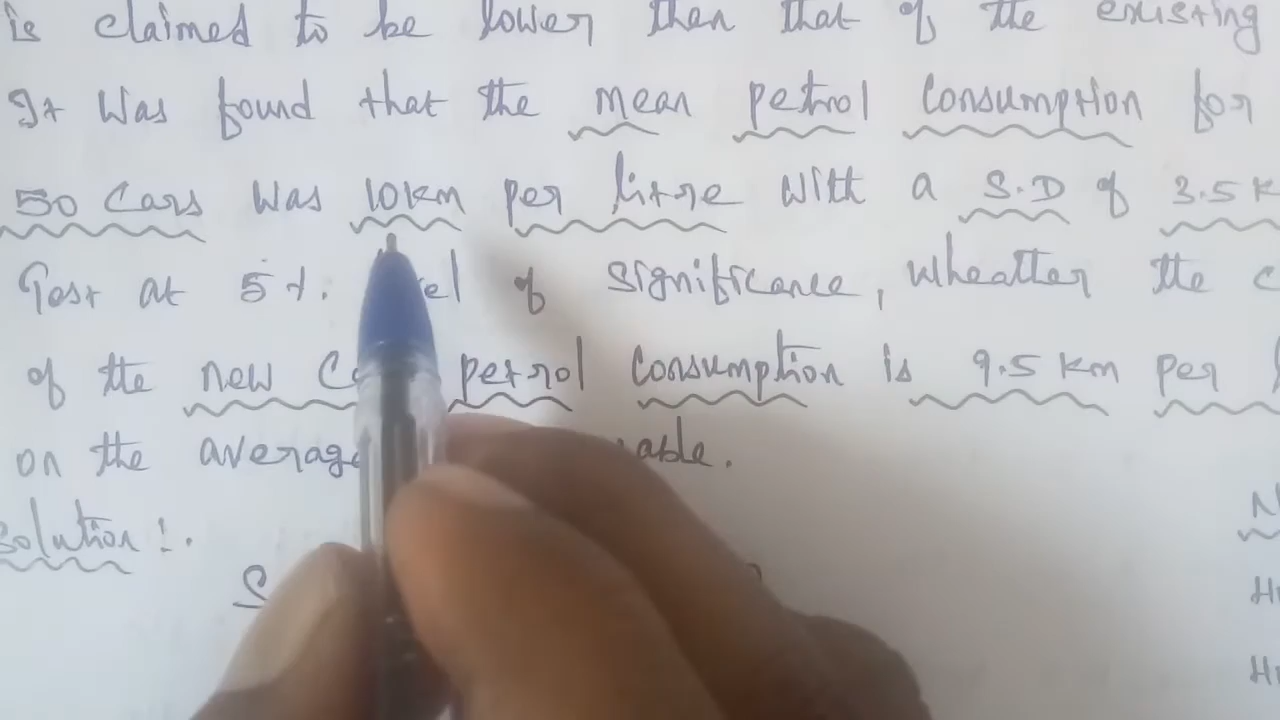 is claimed to be lower then that of the existing
It was found that the mean petrol consumption for
50 cars was 10km per litre with a S.D of 3.5 K
Test at 5%. of significance, wheatter the c
of the new petrol consumption is 9.5 km per
on the average
Solution :.